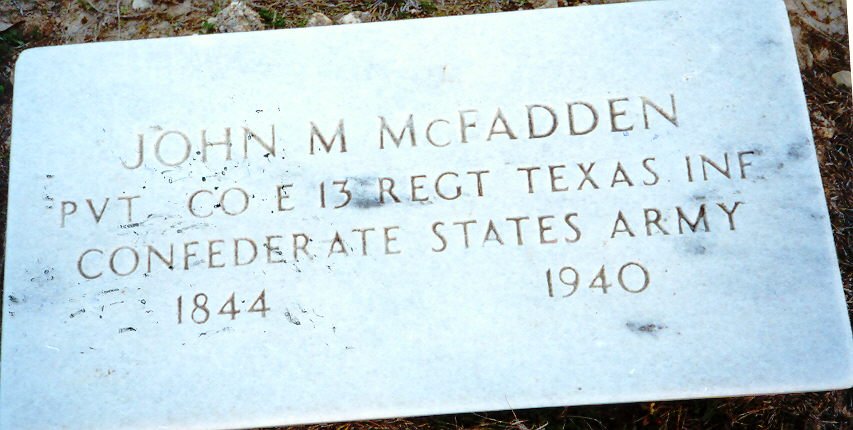 JOHN M McFADDEN
PVT CO E 13 REGT TEXAS INF
CONFEDERATE STATES ARMY
1844 1940